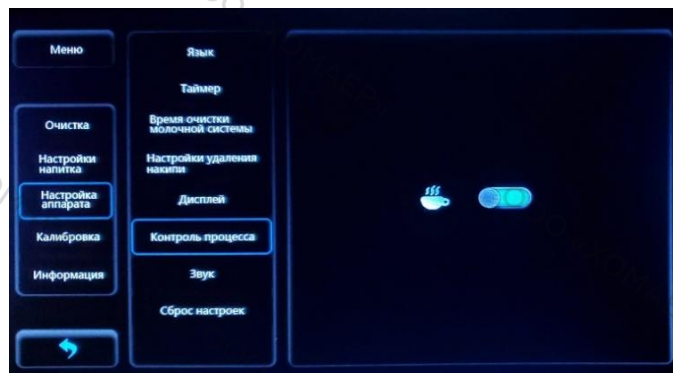 Меню
Очистка
Настройки
напитка
Настройка
аппарата
Калибровка
Информация
Язык
Таймер
Время очистки
молочной системы
Настройки удаления
накипи
Дисплей
Контроль процесса
Звук
Сброс настроек